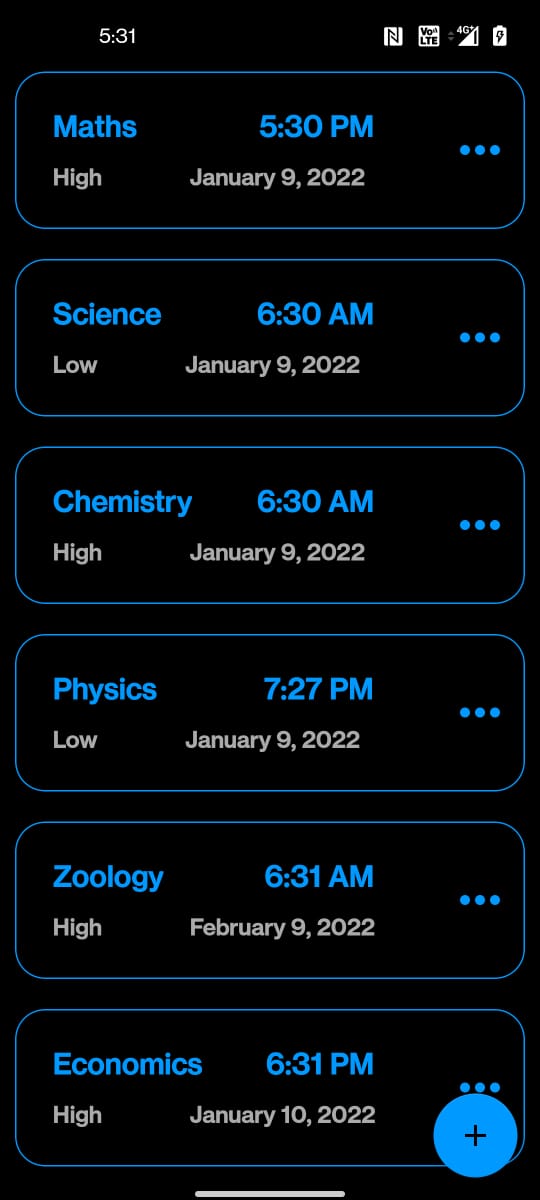 5:31
VoLTE 4G+
Maths 5:30 PM
High January 9, 2022
Science 6:30 AM
Low January 9, 2022
Chemistry 6:30 AM
High January 9, 2022
Physics 7:27 PM
Low January 9, 2022
Zoology 6:31 AM
High February 9, 2022
Economics 6:31 PM
High January 10, 2022
+